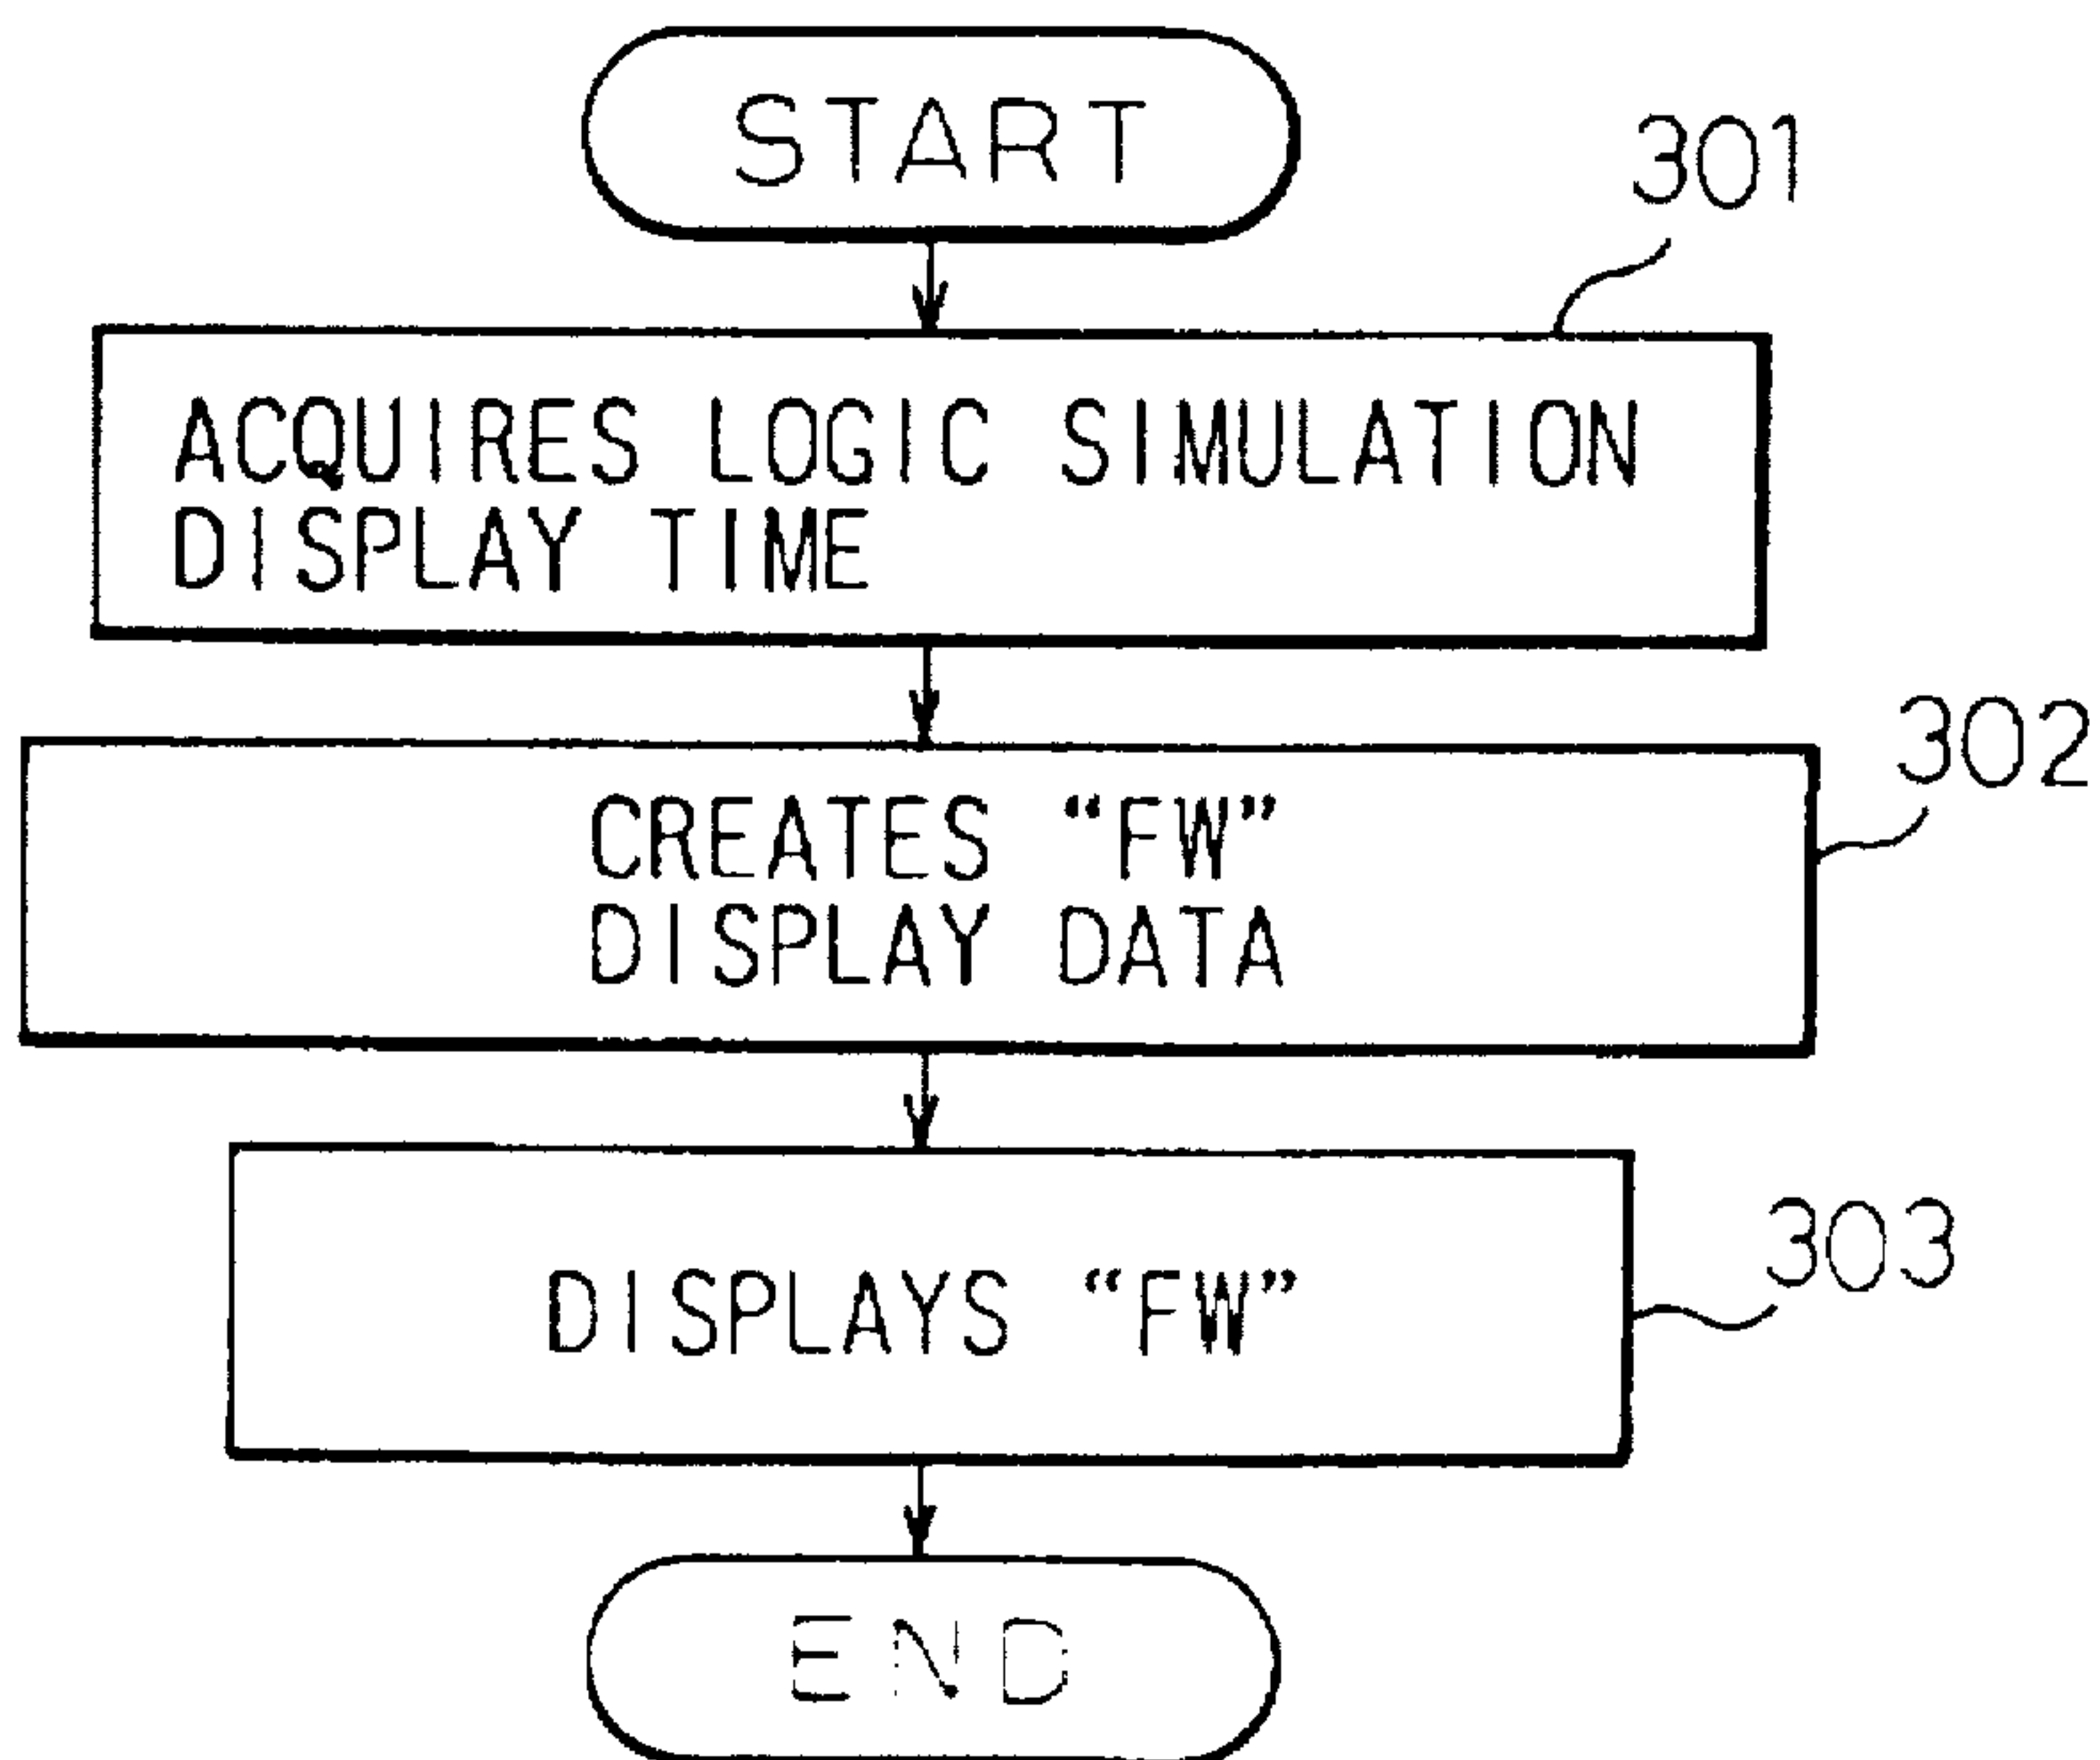 START
301
ACQUIRES LOGIC SIMULATION
DISPLAY TIME
302
CREATES “FW”
DISPLAY DATA
303
DISPLAYS “FW”
END